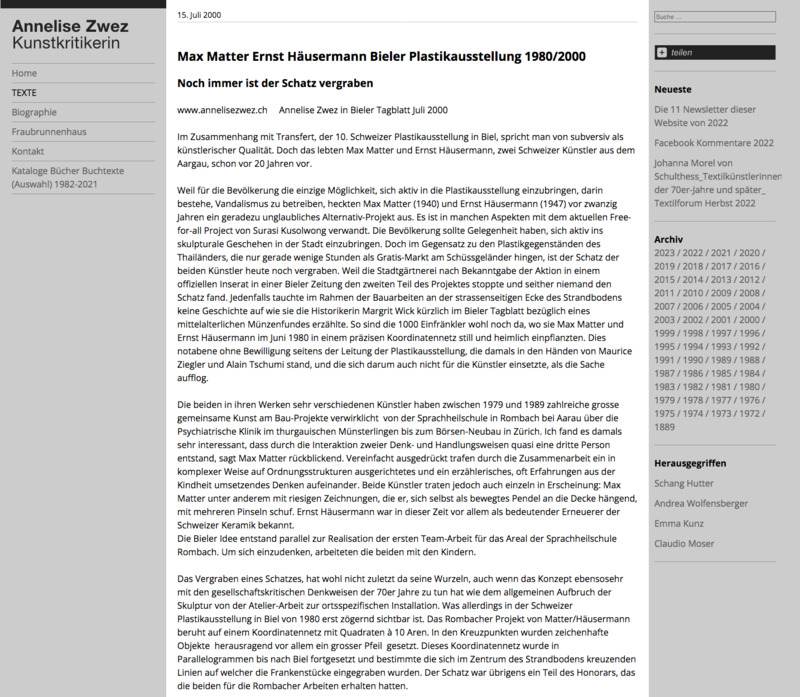 Annelise Zwez
Kunstkritikerin
Home
TEXTE
Biographie
Fraubrunnenhaus
Kontakt
Kataloge Bücher Buchtexte
(Auswahl) 1982-2021
15. Juli 2000
Max Matter Ernst Häusermann Bieler Plastikausstellung 1980/2000
Noch immer ist der Schatz vergraben
www.annelisezwez.ch Annelise Zwez in Bieler Tagblatt Juli 2000
Im Zusammenhang mit Transfert, der 10. Schweizer Plastikausstellung in Biel, spricht man von subversiv als
künstlerischer Qualität. Doch das lebten Max Matter und Ernst Häusermann, zwei Schweizer Künstler aus dem
Aargau, schon vor 20 Jahren vor.
Weil für die Bevölkerung die einzige Möglichkeit, sich aktiv in die Plastikausstellung einzubringen, darin
bestehe, Vandalismus zu betreiben, heckten Max Matter (1940) und Ernst Häusermann (1947) vor zwanzig
Jahren ein geradezu unglaubliches Alternativ-Projekt aus. Es ist in manchen Aspekten mit dem aktuellen Free-
for-all Project von Surasi Kusolwong verwandt. Die Bevölkerung sollte Gelegenheit haben, sich aktiv ins
skulpturale Geschehen in der Stadt einzubringen. Doch im Gegensatz zu den Plastikgegenständen des
Thailänders, die nur gerade wenige Stunden als Gratis-Markt am Schüssgeländer hingen, ist der Schatz der
beiden Künstler heute noch vergraben. Weil die Stadtgärtnerei nach Bekanntgabe der Aktion in einem
offiziellen Inserat in einer Bieler Zeitung den zweiten Teil des Projektes stoppte und seither niemand den
Schatz fand. Jedenfalls tauchte im Rahmen der Bauarbeiten an der strassenseitigen Ecke des Strandbodens
keine Geschichte auf wie sie die Historikerin Margrit Wick kürzlich im Bieler Tagblatt bezüglich eines
mittelalterlichen Münzenfundes erzählte. So sind die 1000 Einfränkler wohl noch da, wo sie Max Matter und
Ernst Häusermann im Juni 1980 in einem präzisen Koordinatennetz still und heimlich einpflanzten. Dies
notabene ohne Bewilligung seitens der Leitung der Plastikausstellung, die damals in den Händen von Maurice
Ziegler und Alain Tschumi stand, und die sich darum auch nicht für die Künstler einsetzte, als die Sache
aufflog.
Die beiden in ihren Werken sehr verschiedenen Künstler haben zwischen 1979 und 1989 zahlreiche grosse
gemeinsame Kunst am Bau-Projekte verwirklicht von der Sprachheilschule in Rombach bei Aarau über die
Psychiatrische Klinik im thurgauischen Münsterlingen bis zum Börsen-Neubau in Zürich. Ich fand es damals
sehr interessant, dass durch die Interaktion zweier Denk- und Handlungsweisen quasi eine dritte Person
entstand, sagt Max Matter rückblickend. Vereinfacht ausgedrückt trafen durch die Zusammenarbeit ein in
komplexer Weise auf Ordnungsstrukturen ausgerichtetes und ein erzählerisches, oft Erfahrungen aus der
Kindheit umsetzendes Denken aufeinander. Beide Künstler traten jedoch auch einzeln in Erscheinung: Max
Matter unter anderem mit riesigen Zeichnungen, die er, sich selbst als bewegtes Pendel an die Decke hängend,
mit mehreren Pinseln schuf. Ernst Häusermann war in dieser Zeit vor allem als bedeutender Erneuerer der
Schweizer Keramik bekannt.
Die Bieler Idee entstand parallel zur Realisation der ersten Team-Arbeit für das Areal der Sprachheilschule
Rombach. Um sich einzudenken, arbeiteten die beiden mit den Kindern.
Das Vergraben eines Schatzes, hat wohl nicht zuletzt da seine Wurzeln, auch wenn das Konzept ebensosehr
mit den gesellschaftskritischen Denkweisen der 70er Jahre zu tun hat wie dem allgemeinen Aufbruch der
Skulptur von der Atelier-Arbeit zur ortsspezifischen Installation. Was allerdings in der Schweizer
Plastikausstellung in Biel von 1980 erst zögernd sichtbar ist. Das Rombacher Projekt von Matter/Häusermann
beruht auf einem Koordinatennetz mit Quadraten à 10 Aren. In den Kreuzpunkten wurden zeichenhafte
Objekte herausragend vor allem ein grosser Pfeil gesetzt. Dieses Koordinatennetz wurde in
Parallelogrammen bis nach Biel fortgesetzt und bestimmte die sich im Zentrum des Strandbodens kreuzenden
Linien auf welcher die Frankenstücke eingegraben wurden. Der Schatz war übrigens ein Teil des Honorars, das
die beiden für die Rombacher Arbeiten erhalten hatten.
Suche ...
teilen
Neueste
Die 11 Newsletter dieser
Website von 2022
Facebook Kommentare 2022
Johanna Morel von
Schulthess_Textilkünstlerinnen
der 70er-Jahre und später_
Textilforum Herbst 2022
Archiv
2023 / 2022 / 2021 / 2020 /
2019 / 2018 / 2017 / 2016 /
2015 / 2014 / 2013 / 2012 /
2011 / 2010 / 2009 / 2008 /
2007 / 2006 / 2005 / 2004 /
2003 / 2002 / 2001 / 2000 /
1999 / 1998 / 1997 / 1996 /
1995 / 1994 / 1993 / 1992 /
1991 / 1990 / 1989 / 1988 /
1987 / 1986 / 1985 / 1984 /
1983 / 1982 / 1981 / 1980 /
1979 / 1978 / 1977 / 1976 /
1975 / 1974 / 1973 / 1972 /
1889
Herausgegriffen
Schang Hutter
Andrea Wolfensberger
Emma Kunz
Claudio Moser